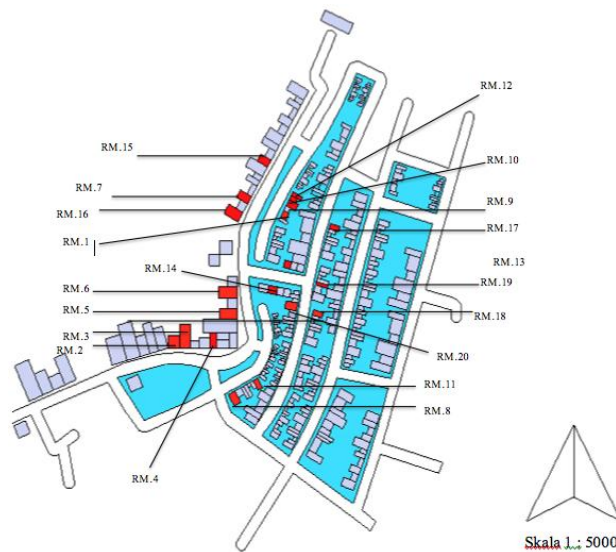 RM.12
RM.15
RM.10
RM.7
RM.9
RM.16
RM.17
RM.1
RM.13
RM.14
RM.19
RM.6
RM.5
RM.18
RM.3
RM.2
RM.20
RM.11
RM.8
RM.4
Skala 1 : 5000